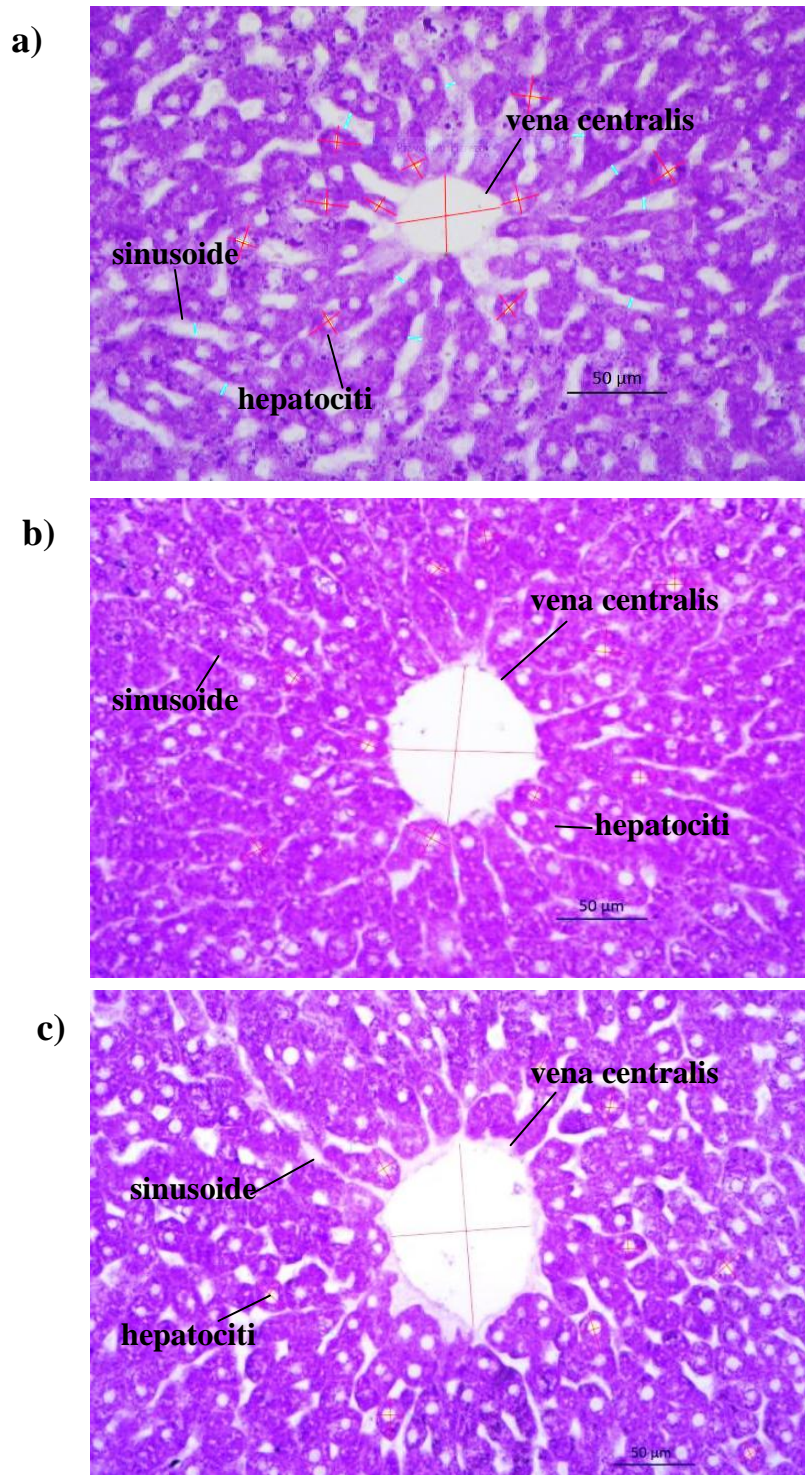 a)
vena centralis
sinusoide
hepatociti
50 µm
b)
vena centralis
sinusoide
hepatociti
50 µm
c)
vena centralis
sinusoide
hepatociti
50 µm